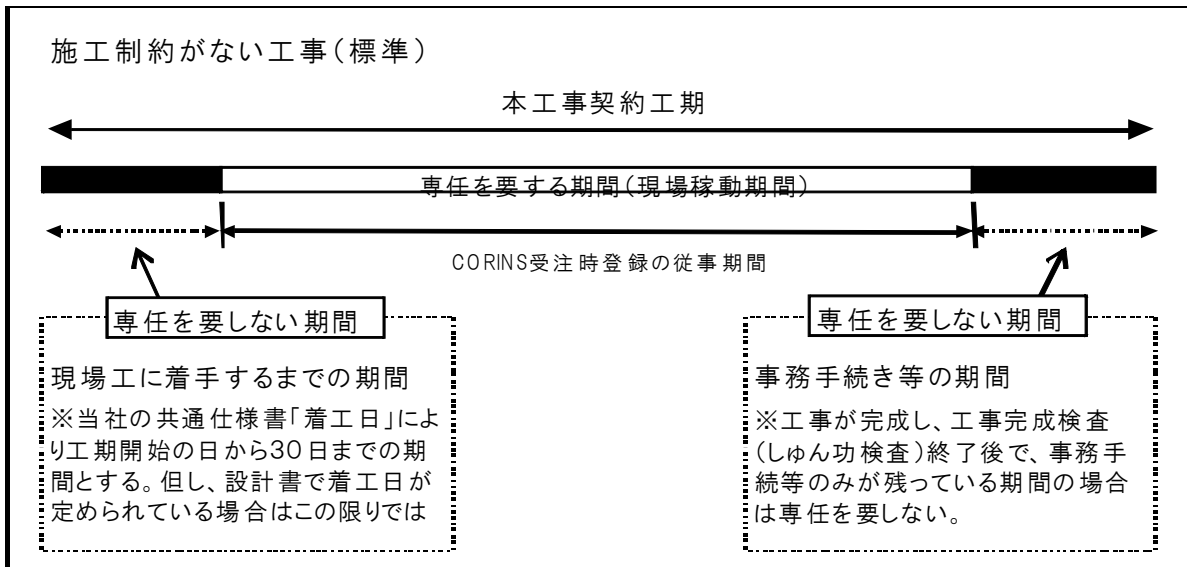 施工制約がない工事(標準)
本工事契約工期
専任を要する期間(現場稼動期間)
CORINS受注時登録の従事期間
専任を要しない期間
現場工に着手するまでの期間
※当社の共通仕様書「着工日」によ
り工期開始の日から30日までの期
間とする。但し、設計書で着工日が
定められている場合はこの限りでは
専任を要しない期間
事務手続き等の期間
※工事が完成し、工事完成検査
(しゅん功検査)終了後で、事務手
続等のみが残っている期間の場合
は専任を要しない。